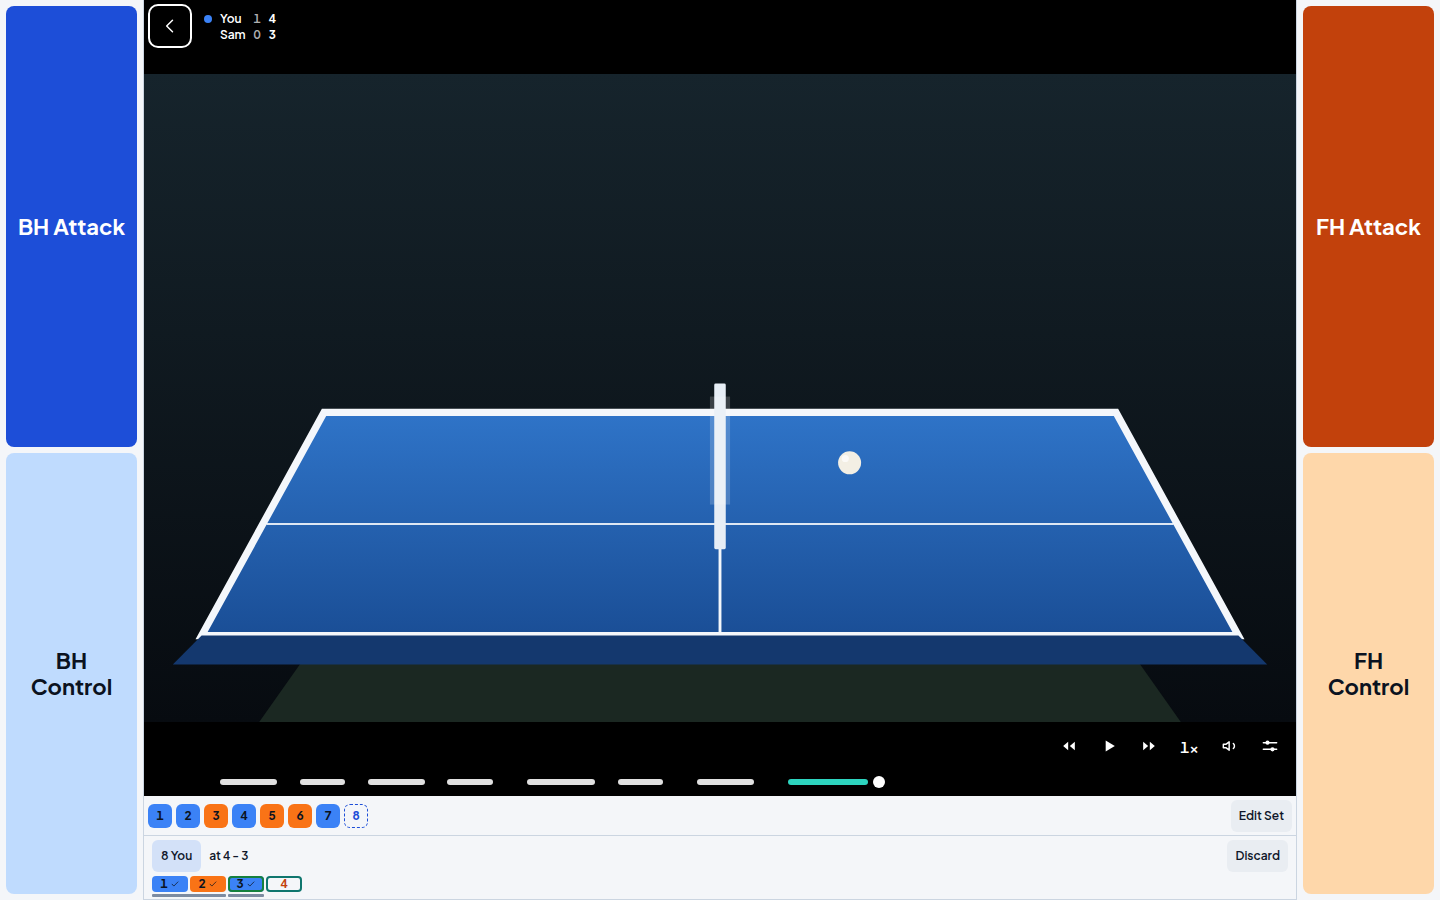 You 1 4
Sam 0 3
BH Attack
FH Attack
BH
Control
FH
Control
1×
1 2 3 4 5 6 7 8
Edit Set
8 You at 4 – 3
Discard
1 2 3 4